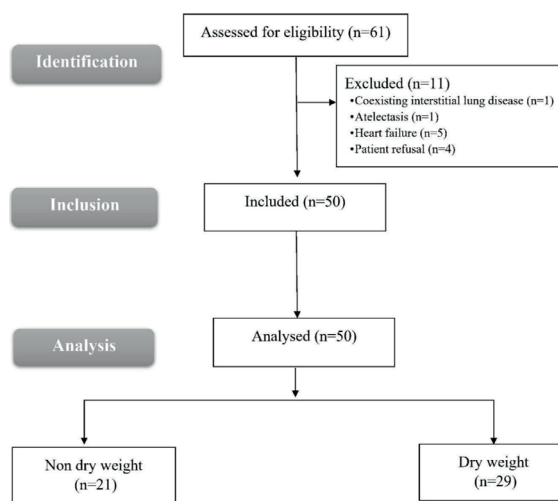 Assessed for eligibility (n=61)
Identification
Excluded (n=11)
•Coexisting interstitial lung disease (n=1)
•Atelectasis (n=1)
•Heart failure (n=5)
•Patient refusal (n=4)
Inclusion
Included (n=50)
Analysis
Analysed (n=50)
Non dry weight
(n=21)
Dry weight
(n=29)